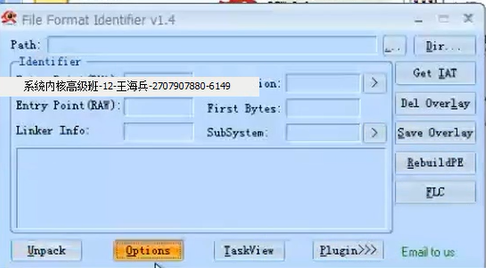 File Format Identifier v1.4
Path:
Dir...
Identifier
Get IAT
系统内核高级班-12-王海兵-2707907880-6149
Entry Point(RAW):
First Bytes:
Del Overlay
Linker Info:
SubSystem:
>
>
Save Overlay
RebuildPE
FLC
Unpack
Options
TaskView
Plugin>>>
Email to us